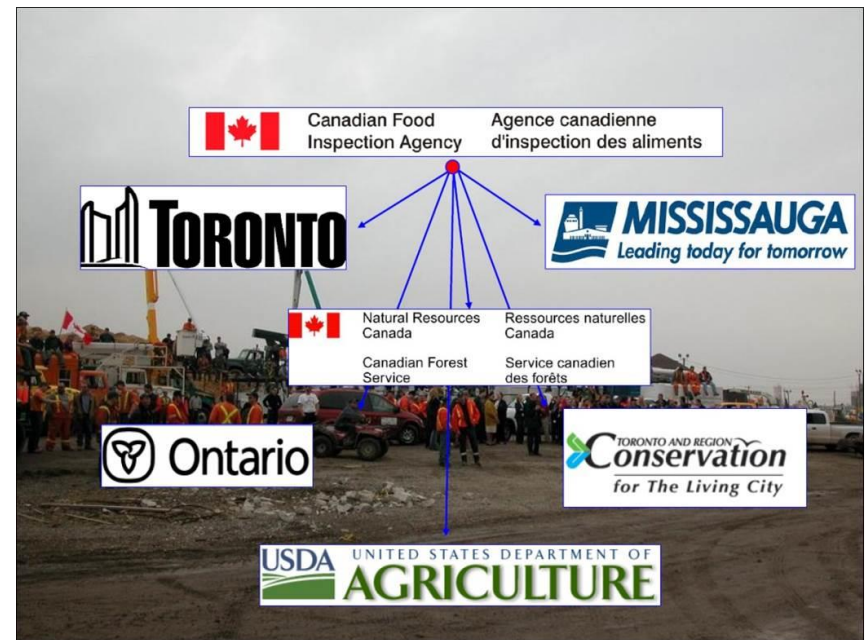 Canadian Food
Inspection Agency
Agence canadienne
d'inspection des aliments
TORONTO
MISSISSAUGA
Leading today for tomorrow
Natural Resources
Canada
Canadian Forest
Service
Ressources naturelles
Canada
Service canadien
des forêts
Ontario
TORONTO AND REGION
Conservation
for The Living City
USDA
UNITED STATES DEPARTMENT OF
AGRICULTURE